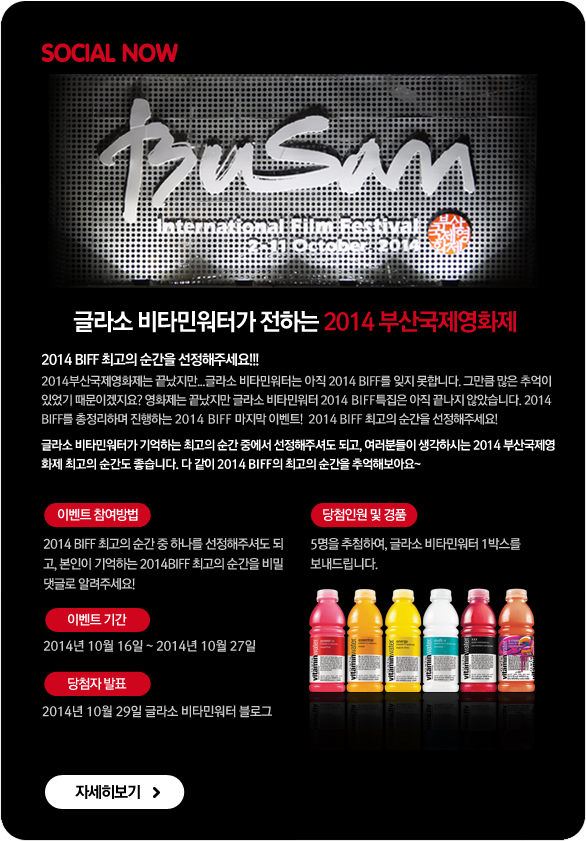 SOCIAL NOW
BUSan
International Film Festival
2-11 October, 2014
부산
국제영
화제
글라소 비타민워터가 전하는 2014 부산국제영화제
2014 BIFF 최고의 순간을 선정해주세요!!!
2014부산국제영화제는 끝났지만...글라소 비타민워터는 아직 2014 BIFF를 잊지 못합니다. 그만큼 많은 추억이
있었기 때문이겠지요? 영화제는 끝났지만 글라소 비타민워터 2014 BIFF특집은 아직 끝나지 않았습니다. 2014
BIFF를 총정리하며 진행하는 2014 BIFF 마지막 이벤트! 2014 BIFF 최고의 순간을 선정해주세요!
글라소 비타민워터가 기억하는 최고의 순간 중에서 선정해주셔도 되고, 여러분들이 생각하시는 2014 부산국제영
화제 최고의 순간도 좋습니다. 다 같이 2014 BIFF의 최고의 순간을 추억해보아요~
이벤트 참여방법
2014 BIFF 최고의 순간 중 하나를 선정해주셔도 되
고, 본인이 기억하는 2014BIFF 최고의 순간을 비밀
댓글로 알려주세요!
이벤트 기간
2014년 10월 16일 ~ 2014년 10월 27일
당첨자 발표
2014년 10월 29일 글라소 비타민워터 블로그
당첨인원 및 경품
5명을 추첨하여, 글라소 비타민워터 1박스를
보내드립니다.
vitaminwater
vitaminwater
vitaminwater
vitaminwater
vitaminwater
vitaminwater
자세히보기